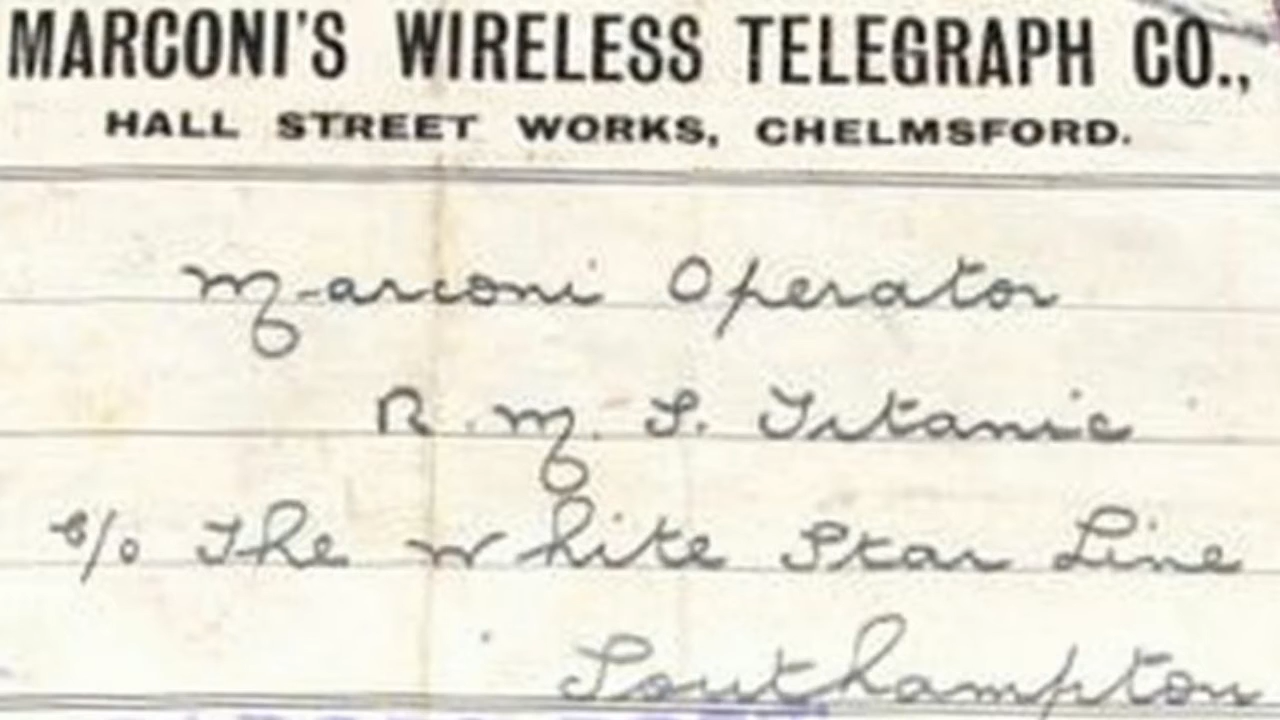 MARCONI'S WIRELESS TELEGRAPH CO.,
HALL STREET WORKS, CHELMSFORD.
Marconi Operator
R.M.S. Titanic
c/o The White Star Line
Southampton